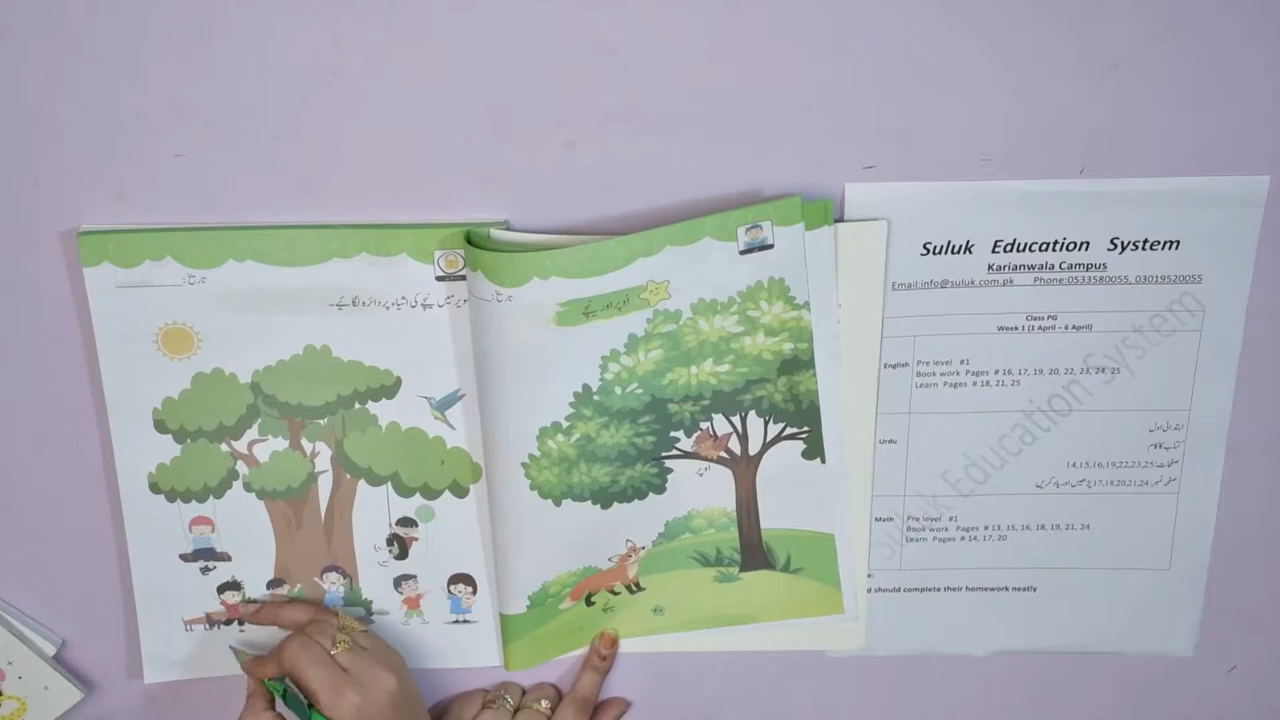 تاریخ:
ویر میں نیچے کی اشیاء پر دائرہ لگائیے۔
تاریخ:
اُوپر اور نیچے
اُوپر
نیچے
Suluk Education System
Karianwala Campus
Email:info@suluk.com.pk Phone:0533580055, 03019520055
Class PG
Week 1 (1 April – 6 April)
English
Pre level #1
Book work Pages # 16, 17, 19, 20, 22, 23, 24, 25
Learn Pages # 18, 21, 25
Urdu
ابتدائی اول
کتاب کا کام
صفحات: 14,15,16,19,22,23,25
صفحہ نمبر: 17,18,20,21,24 پڑھیں اور یاد کریں
Math
Pre level #1
Book work Pages # 13, 15, 16, 18, 19, 21, 24
Learn Pages # 14, 17, 20
e:
d should complete their homework neatly
Suluk Education System